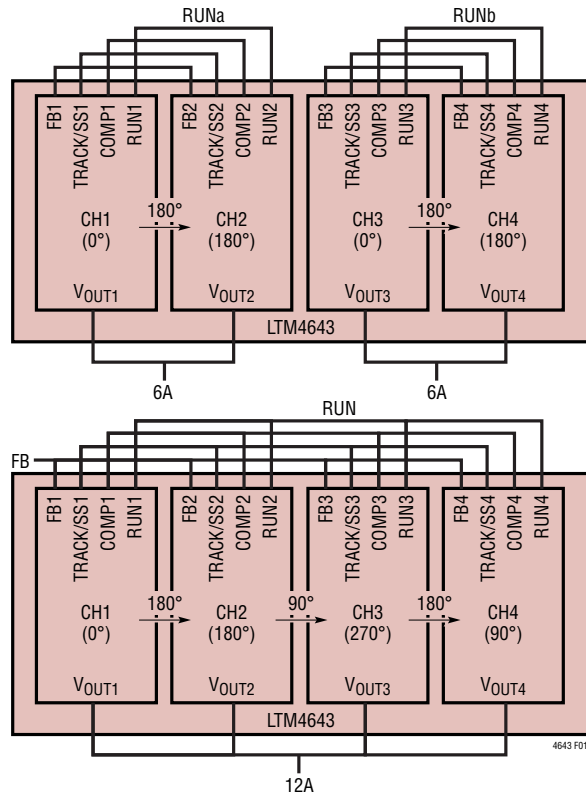 RUNa RUNb
FB1 TRACK/SS1 COMP1 RUN1 FB2 TRACK/SS2 COMP2 RUN2 FB3 TRACK/SS3 COMP3 RUN3 FB4 TRACK/SS4 COMP4 RUN4
180° 180°
CH1 CH2 CH3 CH4
(0°) (180°) (0°) (180°)
VOUT1 VOUT2 VOUT3 VOUT4
LTM4643
6A 6A
RUN
FB
FB1 TRACK/SS1 COMP1 RUN1 FB2 TRACK/SS2 COMP2 RUN2 FB3 TRACK/SS3 COMP3 RUN3 FB4 TRACK/SS4 COMP4 RUN4
180° 90° 180°
CH1 CH2 CH3 CH4
(0°) (180°) (270°) (90°)
VOUT1 VOUT2 VOUT3 VOUT4
LTM4643
4643 F01
12A